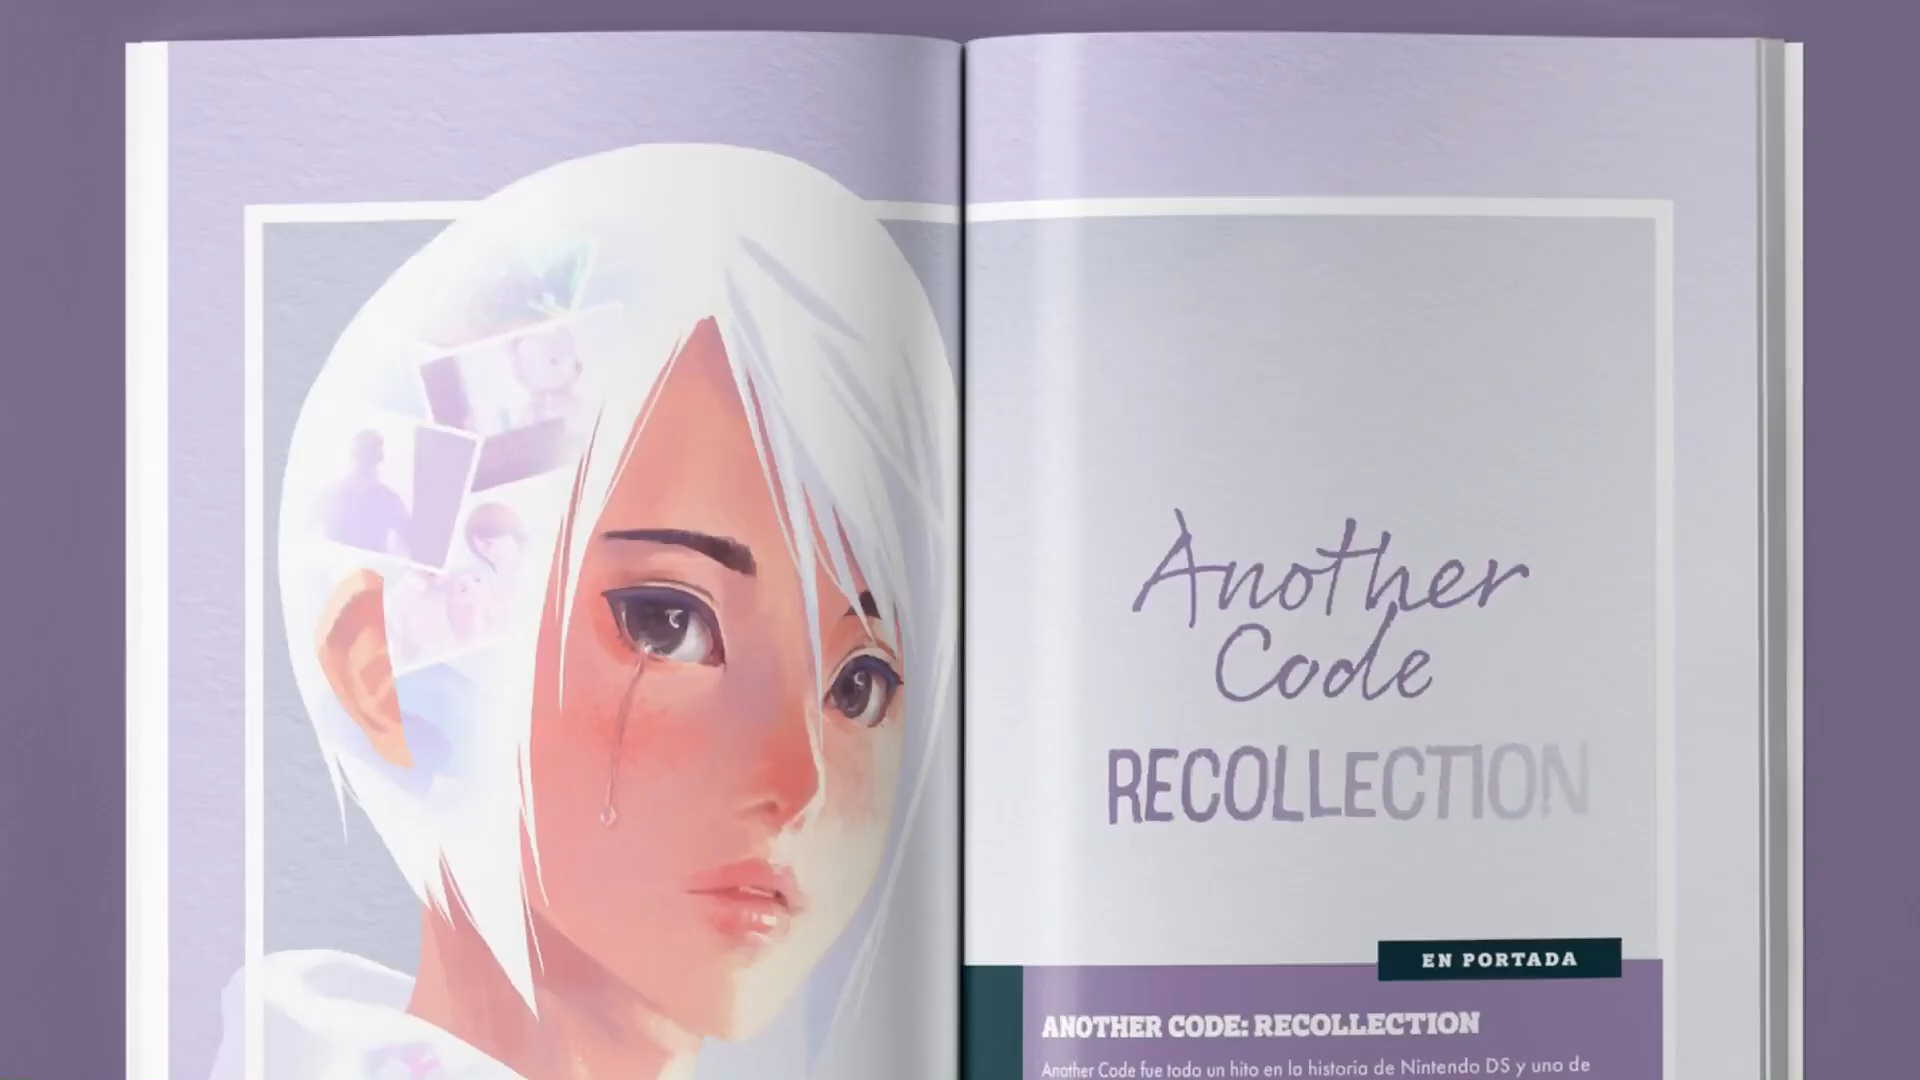 Another
Code
RECOLLECTION
EN PORTADA
ANOTHER CODE: RECOLLECTION
Another Code fue todo un hito en la historia de Nintendo DS y uno de